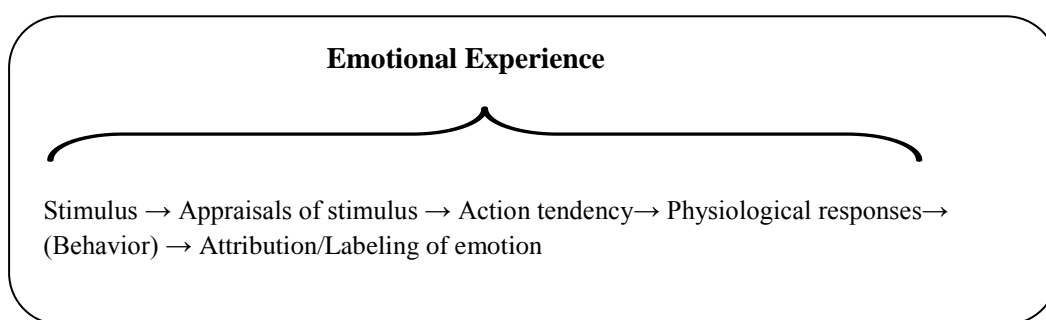 Emotional Experience
Stimulus → Appraisals of stimulus → Action tendency→ Physiological responses→
(Behavior) → Attribution/Labeling of emotion